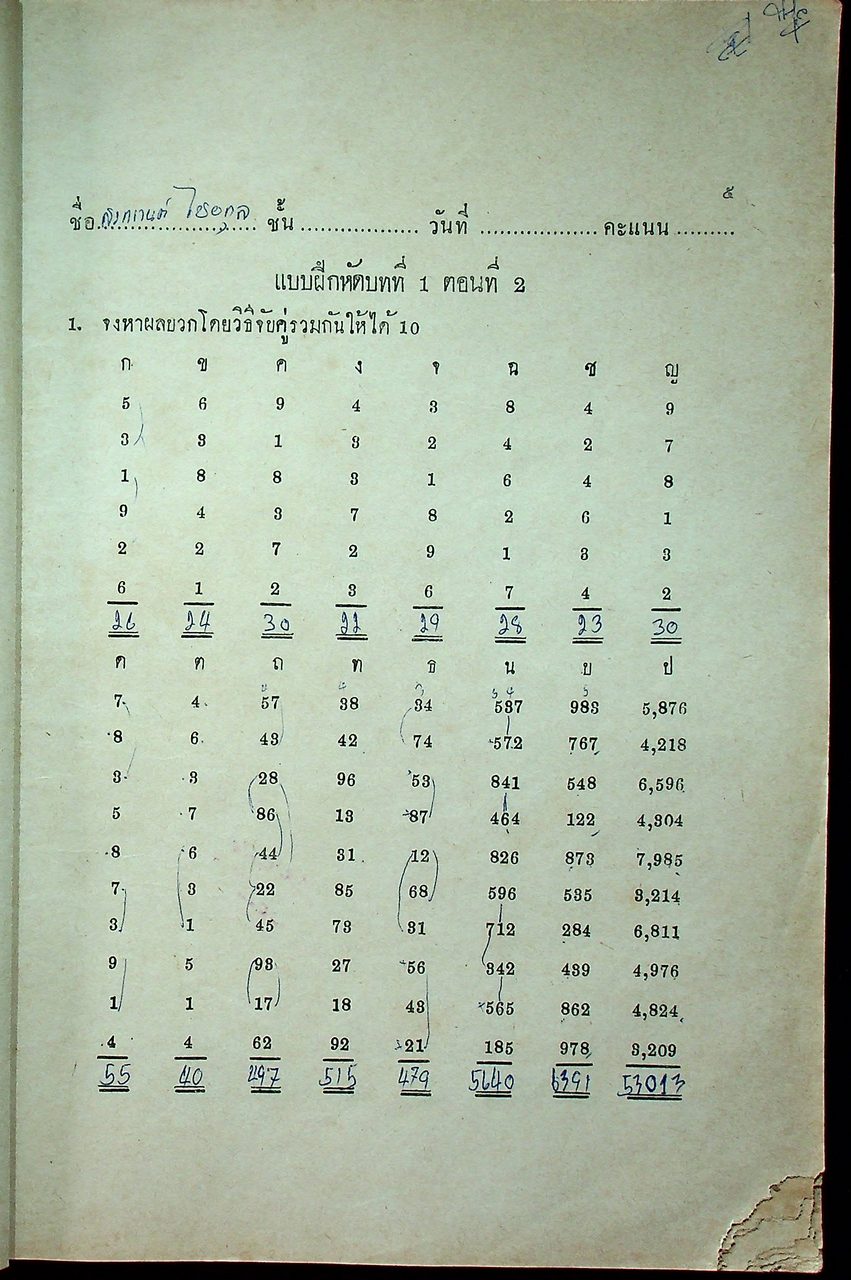 ๕
ชื่อ.......................... ชั้น .................. วันที่ .................. คะแนน .........
แบบฝึกหัดบทที่ 1 ตอนที่ 2
1. จงหาผลบวกโดยวิธีจับคู่รวมกันให้ได้ 10
ก ข ค ง จ ฉ ช ญ
5 6 9 4 3 8 4 9
3 3 1 3 2 4 2 7
1 8 8 3 1 6 4 8
9 4 3 7 8 2 6 1
2 2 7 2 9 1 3 3
6 1 2 3 6 7 4 2
26 24 30 22 29 28 23 30
ค ต ถ ท ธ น บ ป
7 4 57 38 34 537 983 5,876
8 6 43 42 74 572 767 4,218
3 3 28 96 53 841 548 6,596
5 7 86 13 87 464 122 4,304
8 6 44 31 12 826 873 7,985
7 3 22 85 68 596 535 3,214
3 1 45 73 31 712 284 6,811
9 5 93 27 56 342 439 4,976
1 1 17 18 43 565 862 4,824
4 4 62 92 21 185 978 3,209
55 40 497 515 479 5640 6391 53013